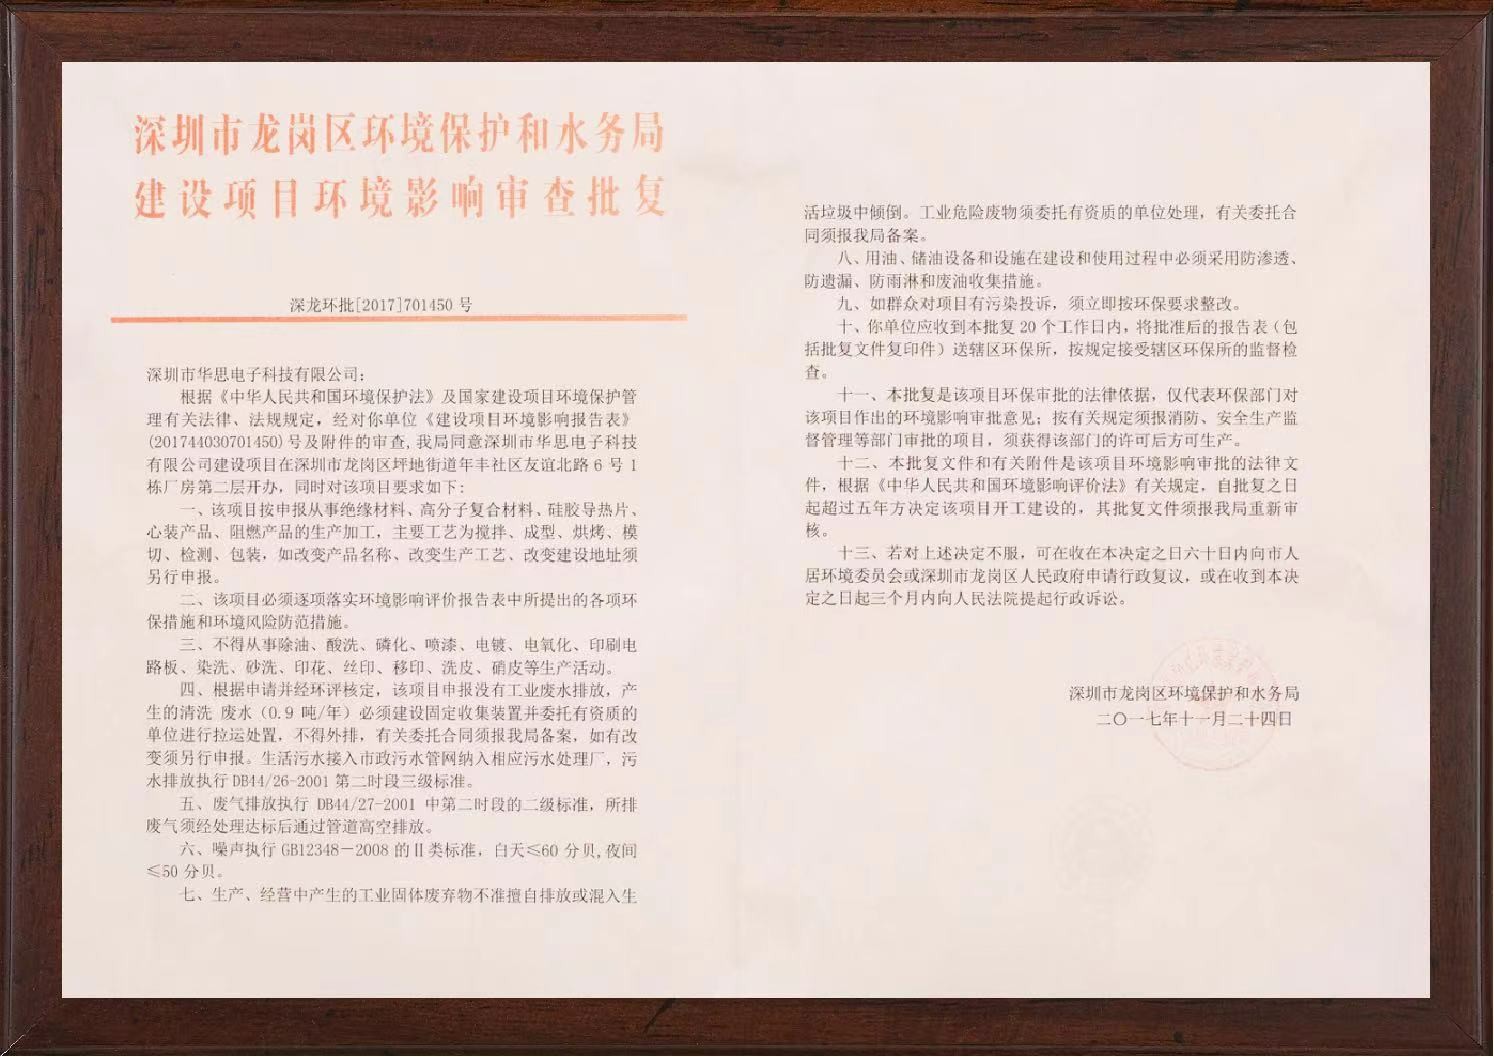 深圳市龙岗区环境保护和水务局
建设项目环境影响审查批复
深龙环批[2017]701450 号
深圳市华思电子科技有限公司:
根据《中华人民共和国环境保护法》及国家建设项目环境保护管
理有关法律、法规规定，经对你单位《建设项目环境影响报告表》
(201744030701450)号及附件的审查,我局同意深圳市华思电子科技
有限公司建设项目在深圳市龙岗区坪地街道年丰社区友谊北路 6 号 1
栋厂房第二层开办，同时对该项目要求如下:
一、该项目按申报从事绝缘材料、高分子复合材料、硅胶导热片、
心装产品、阻燃产品的生产加工，主要工艺为搅拌、成型、烘烤、模
切、检测、包装，如改变产品名称、改变生产工艺、改变建设地址须
另行申报。
二、该项目必须逐项落实环境影响评价报告表中所提出的各项环
保措施和环境风险防范措施。
三、不得从事除油、酸洗、磷化、喷漆、电镀、电氧化、印刷电
路板、染洗、砂洗、印花、丝印、移印、洗皮、硝皮等生产活动。
四、根据申请并经环评核定，该项目申报没有工业废水排放，产
生的清洗 废水（0.9 吨/年）必须建设固定收集装置并委托有资质的
单位进行拉运处置，不得外排，有关委托合同须报我局备案，如有改
变须另行申报。生活污水接入市政污水管网纳入相应污水处理厂，污
水排放执行 DB44/26-2001 第二时段三级标准。
五、废气排放执行 DB44/27-2001 中第二时段的二级标准，所排
废气须经处理达标后通过管道高空排放。
六、噪声执行 GB12348－2008 的Ⅱ类标准，白天≤60 分贝,夜间
≤50 分贝。
七、生产、经营中产生的工业固体废弃物不准擅自排放或混入生
活垃圾中倾倒。工业危险废物须委托有资质的单位处理，有关委托合
同须报我局备案。
八、用油、储油设备和设施在建设和使用过程中必须采用防渗透、
防遗漏、防雨淋和废油收集措施。
九、如群众对项目有污染投诉，须立即按环保要求整改。
十、你单位应收到本批复 20 个工作日内，将批准后的报告表（包
括批复文件复印件）送辖区环保所，按规定接受辖区环保所的监督检
查。
十一、本批复是该项目环保审批的法律依据，仅代表环保部门对
该项目作出的环境影响审批意见；按有关规定须报消防、安全生产监
督管理等部门审批的项目，须获得该部门的许可后方可生产。
十二、本批复文件和有关附件是该项目环境影响审批的法律文
件，根据《中华人民共和国环境影响评价法》有关规定，自批复之日
起超过五年方决定该项目开工建设的，其批复文件须报我局重新审
核。
十三、若对上述决定不服，可在收在本决定之日六十日内向市人
居环境委员会或深圳市龙岗区人民政府申请行政复议，或在收到本决
定之日起三个月内向人民法院提起行政诉讼。
深圳市龙岗区环境保护和水务局
二〇一七年十一月二十四日